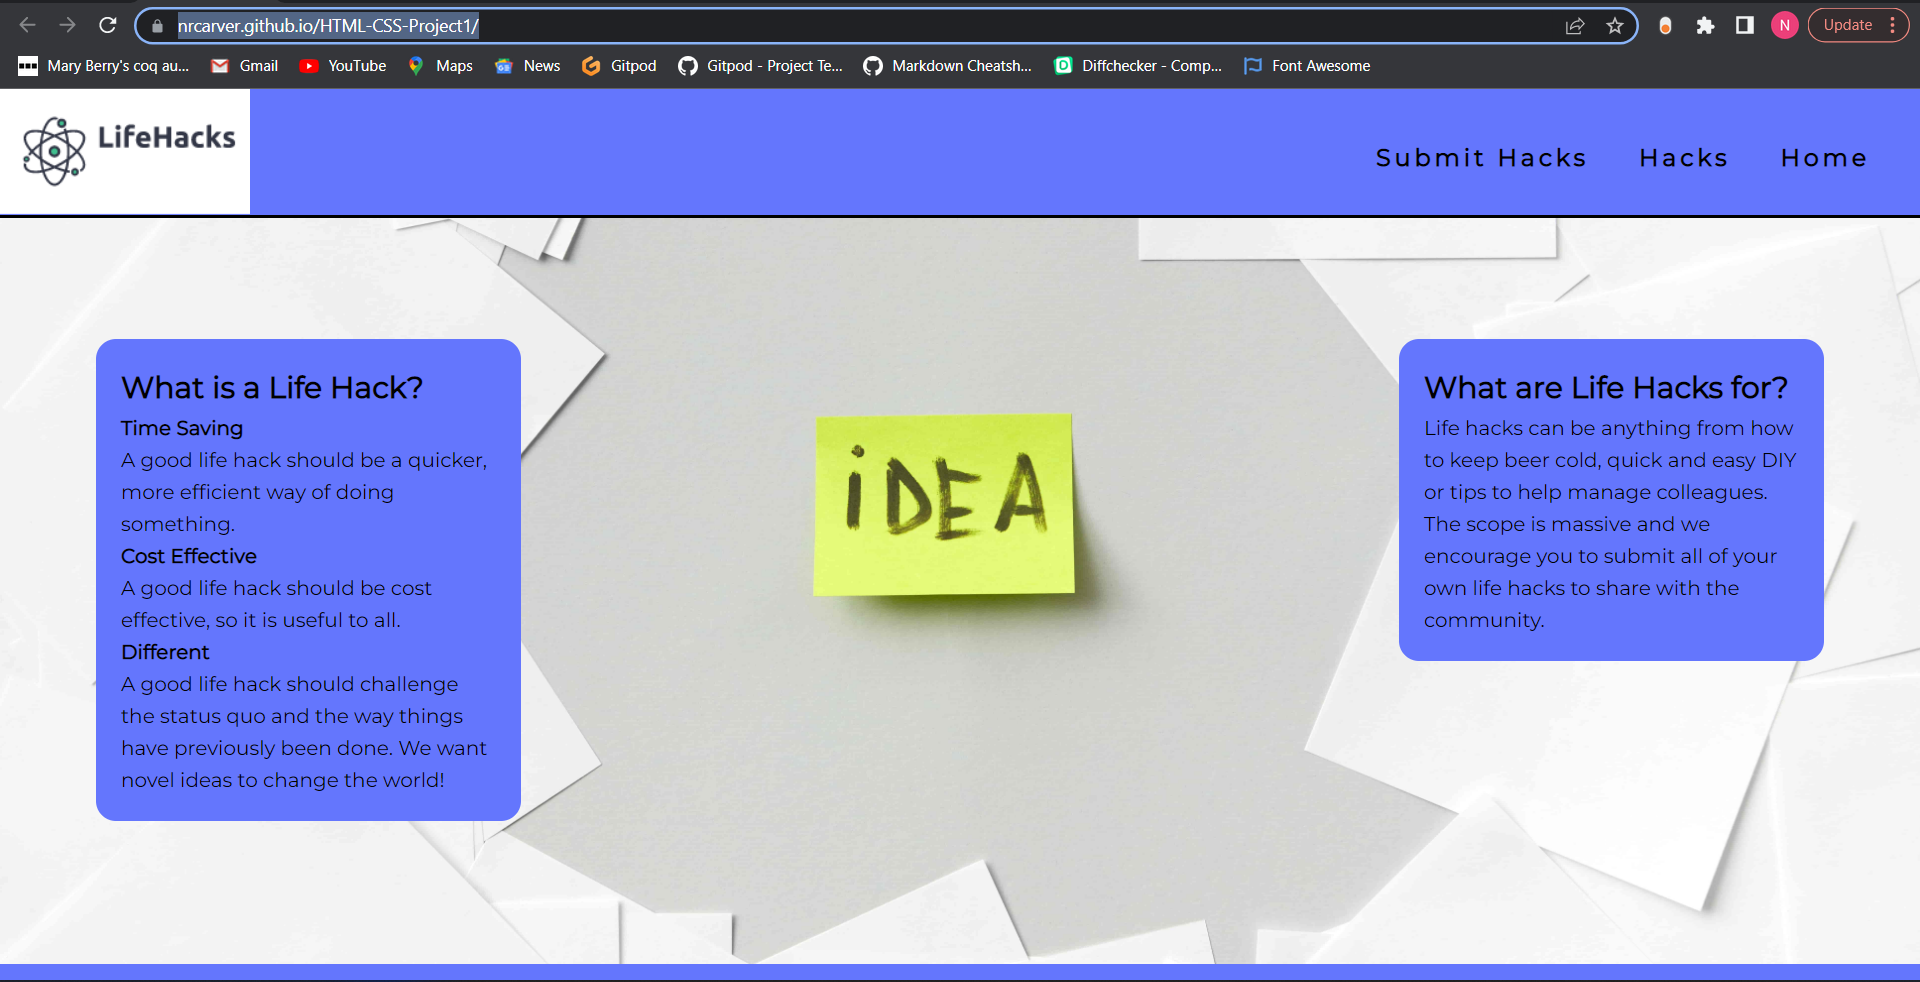 nrcarver.github.io/HTML-CSS-Project1/
N
Update
Mary Berry's coq au...
Gmail
YouTube
Maps
News
Gitpod
Gitpod - Project Te...
Markdown Cheatsh...
Diffchecker - Comp...
Font Awesome
LifeHacks
Submit Hacks
Hacks
Home
What is a Life Hack?
Time Saving
A good life hack should be a quicker,
more efficient way of doing
something.
Cost Effective
A good life hack should be cost
effective, so it is useful to all.
Different
A good life hack should challenge
the status quo and the way things
have previously been done. We want
novel ideas to change the world!
iDEA
What are Life Hacks for?
Life hacks can be anything from how
to keep beer cold, quick and easy DIY
or tips to help manage colleagues.
The scope is massive and we
encourage you to submit all of your
own life hacks to share with the
community.